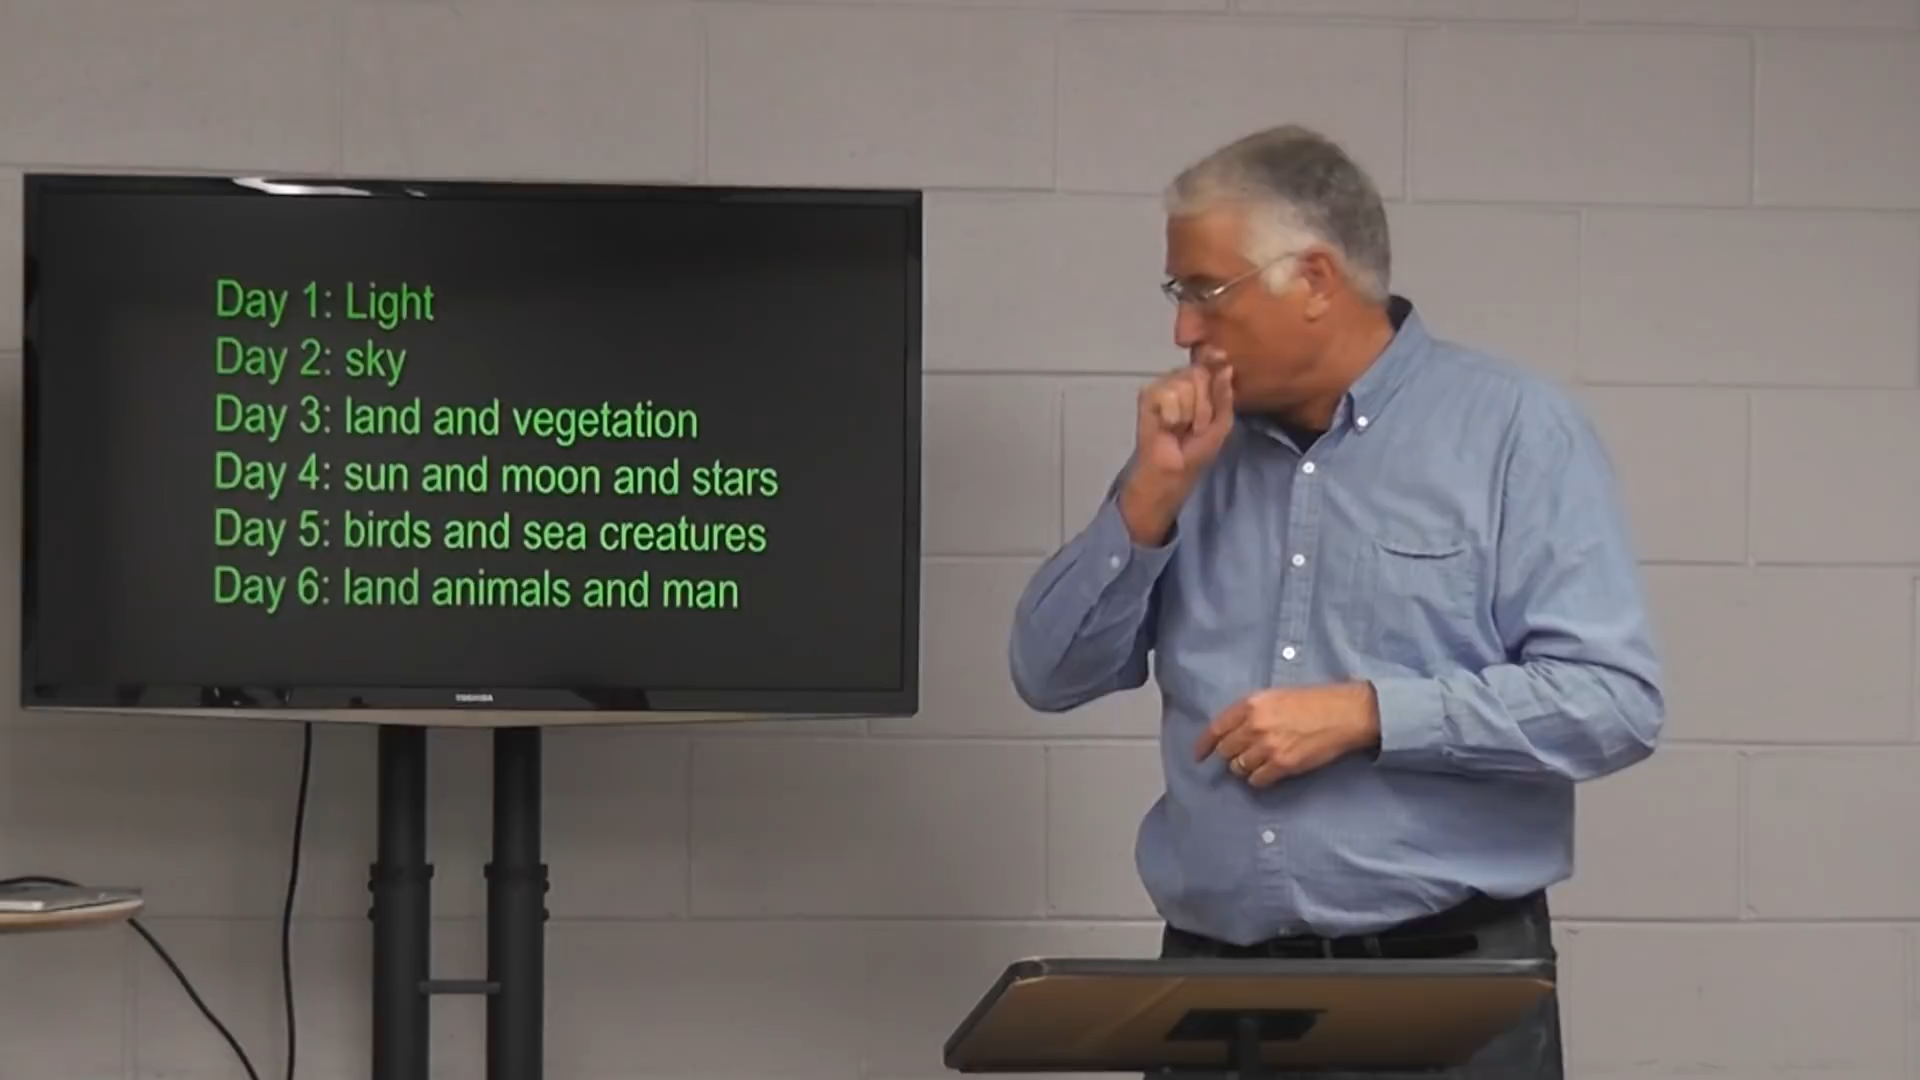 Day 1: Light
Day 2: sky
Day 3: land and vegetation
Day 4: sun and moon and stars
Day 5: birds and sea creatures
Day 6: land animals and man
TOSHIBA